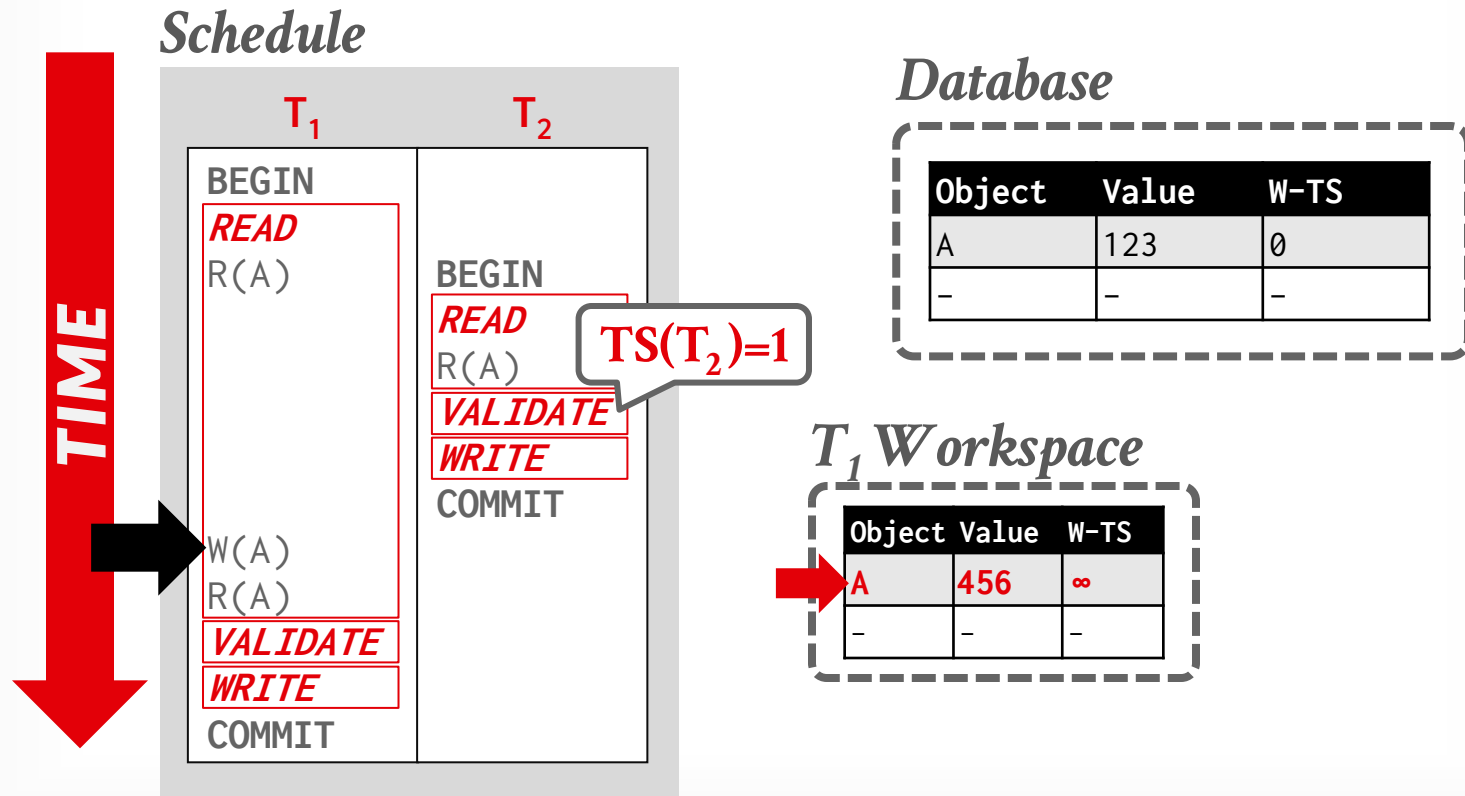 Schedule
TIME
T₁ T₂
BEGIN
READ
R(A) BEGIN
READ
R(A)
TS(T₂)=1
VALIDATE
WRITE
COMMIT
W(A)
R(A)
VALIDATE
WRITE
COMMIT
Database
Object Value W-TS
A 123 0
- - -
T₁ Workspace
Object Value W-TS
A 456 ∞
- - -